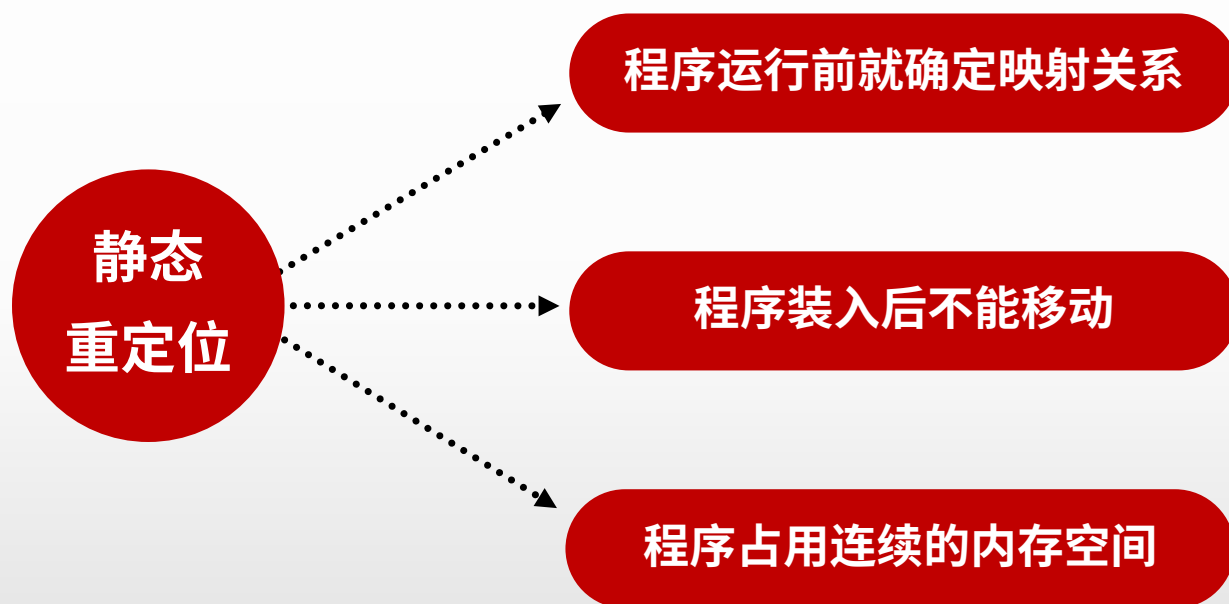 程序运行前就确定映射关系
静态
重定位
程序装入后不能移动
程序占用连续的内存空间